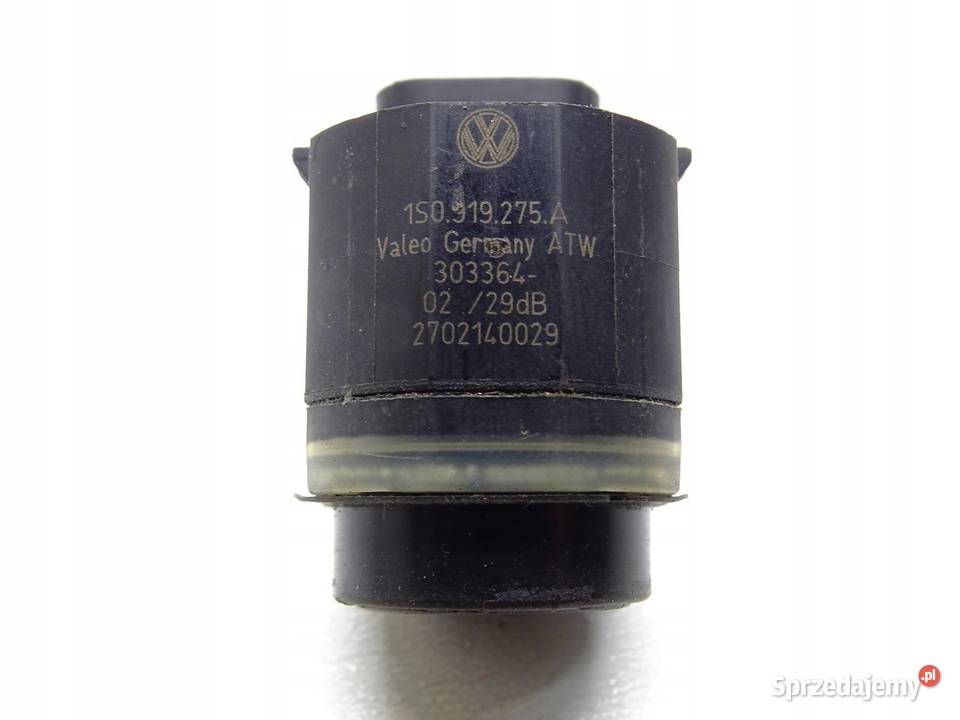 1S0.919.275.A
Valeo Germany ATW
303364-
02 /29dB
2702140029
Sprzedajemy.pl